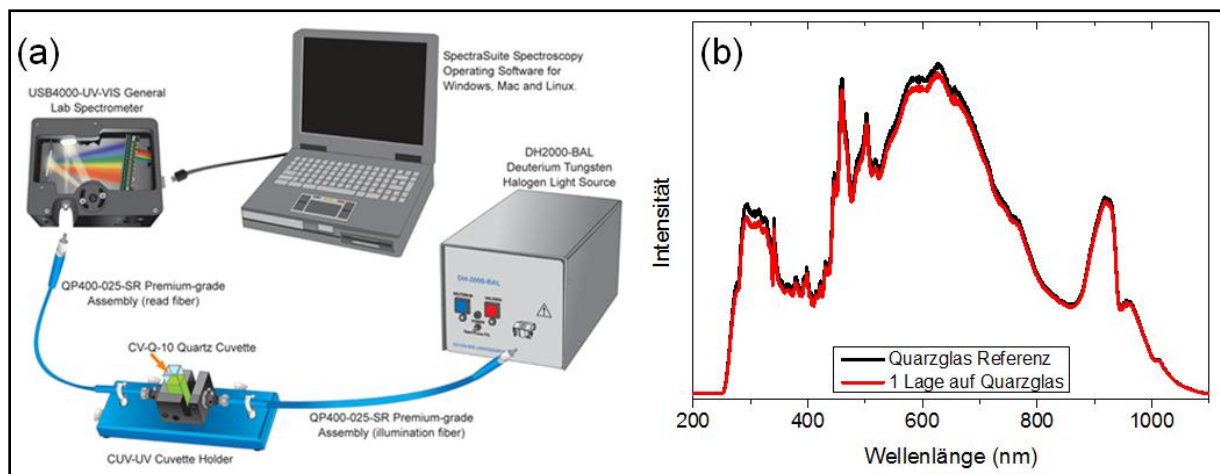 (a)
SpectraSuite Spectroscopy
Operating Software for
Windows, Mac and Linux.
USB4000-UV-VIS General
Lab Spectrometer
DH2000-BAL
Deuterium Tungsten
Halogen Light Source
DH-2000-BAL
QP400-025-SR Premium-grade
Assembly (read fiber)
CV-Q-10 Quartz Cuvette
QP400-025-SR Premium-grade
Assembly (illumination fiber)
CUV-UV Cuvette Holder
(b)
Intensität
Quarzglas Referenz
1 Lage auf Quarzglas
200 400 600 800 1000
Wellenlänge (nm)